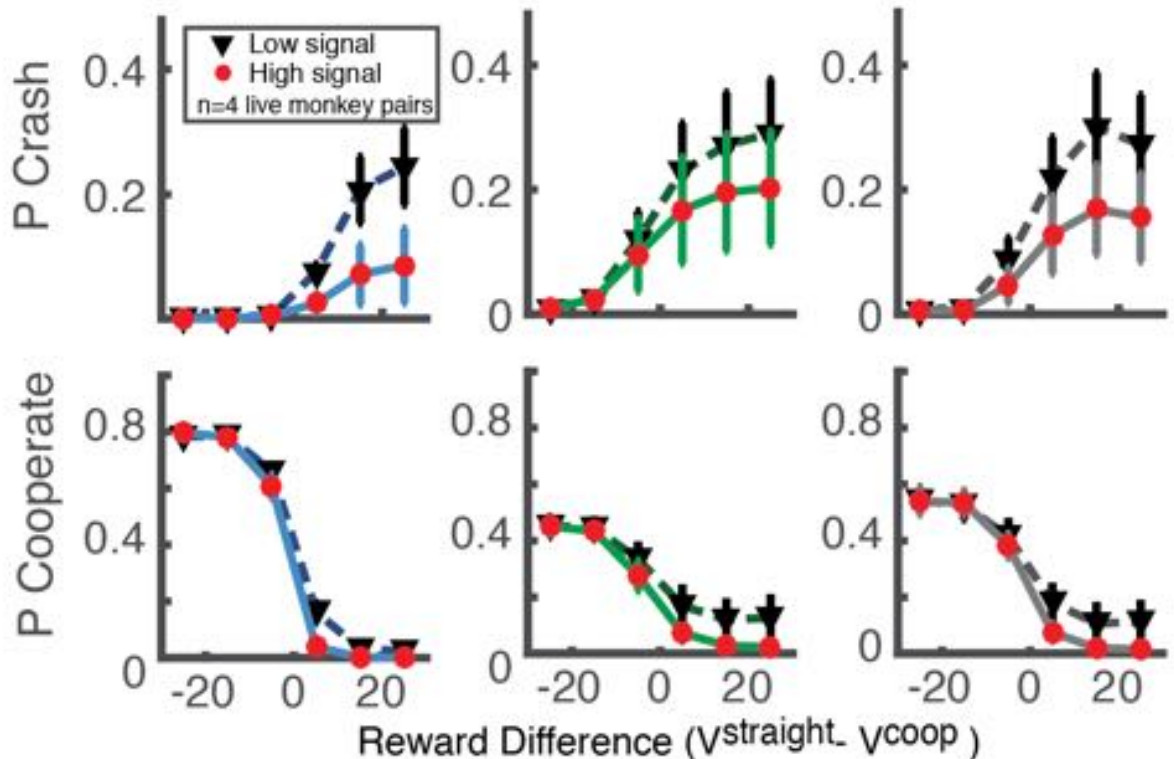 P Crash
0.4
0.2
0
Low signal
High signal
n=4 live monkey pairs
0.4
0.2
0
0.4
0.2
0
P Cooperate
0.8
0.4
0
-20 0 20
0.8
0.4
0
-20 0 20
0.8
0.4
0
-20 0 20
Reward Difference (Vstraight- Vcoop )